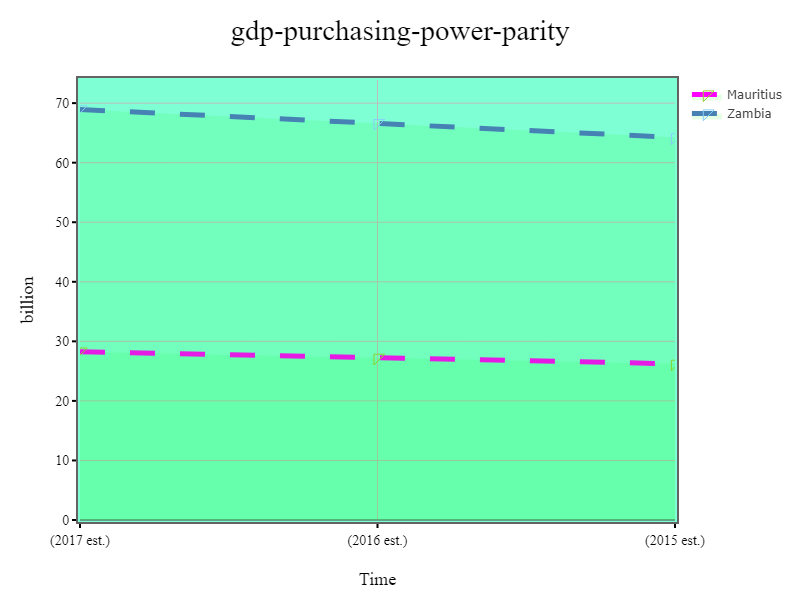 gdp-purchasing-power-parity
Mauritius
Zambia
70
60
50
40
30
20
10
0
billion
(2017 est.)
(2016 est.)
(2015 est.)
Time